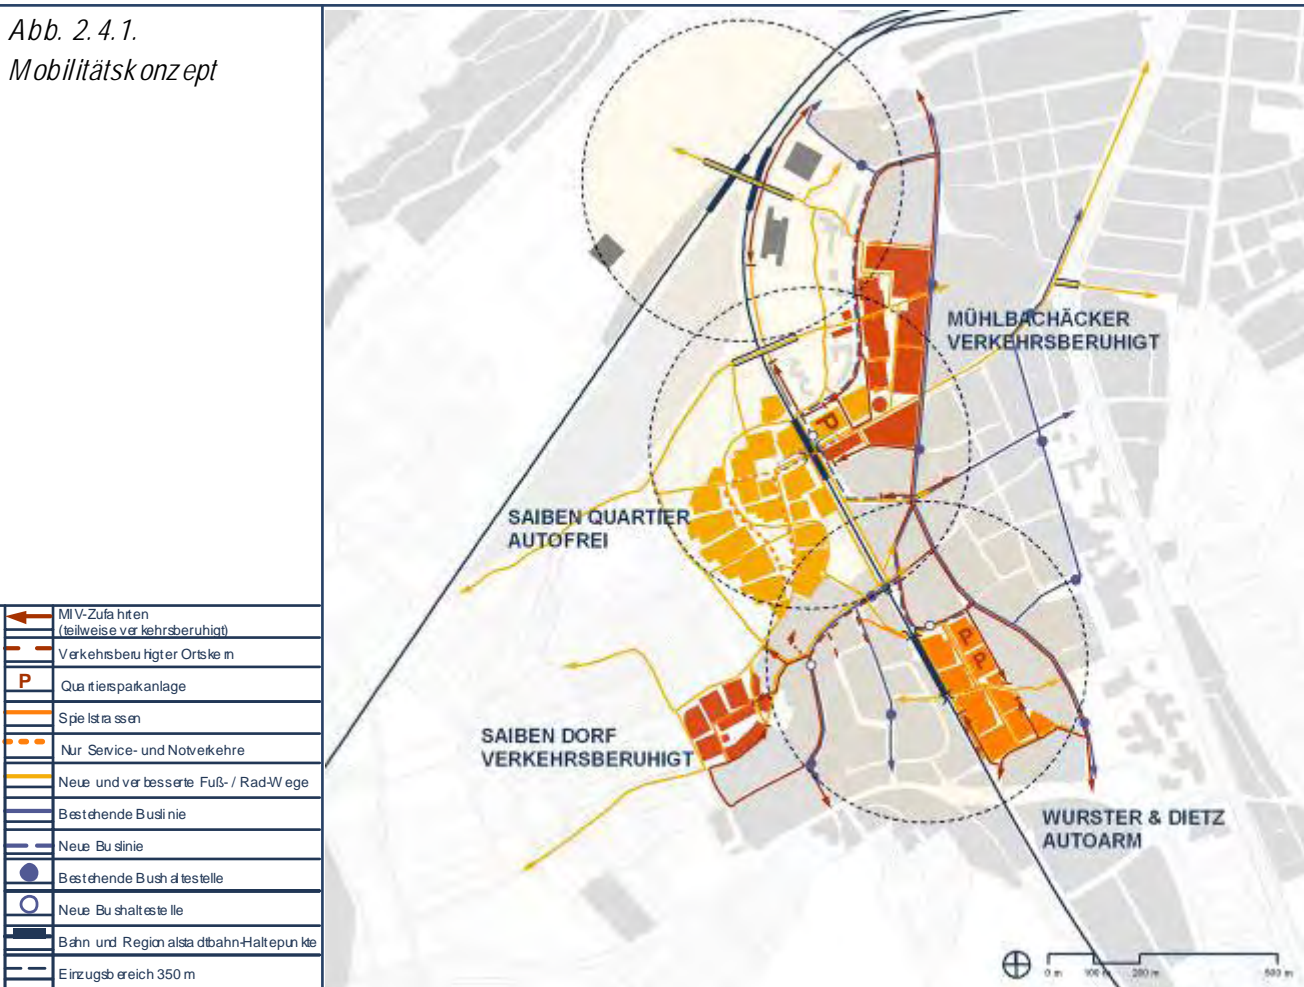 Abb. 2.4.1.
Mobilitätskonzept
MIV-Zufahrten
(teilweise verkehrsberuhigt)
Verkehrsberuhigter Ortskern
P
Quartiersparkanlage
Spielstrassen
Nur Service- und Notverkehre
Neue und verbesserte Fuß- / Rad-Wege
Bestehende Buslinie
Neue Buslinie
Bestehende Bushaltestelle
Neue Bushaltestelle
Bahn und Regionalstadtbahn-Haltepunkte
Einzugsbereich 350 m
MÜHLBACHÄCKER
VERKEHRSBERUHIGT
P
SAIBEN QUARTIER
AUTOFREI
P
P
SAIBEN DORF
VERKEHRSBERUHIGT
WURSTER & DIETZ
AUTOARM
0 m 100 m 200 m 500 m